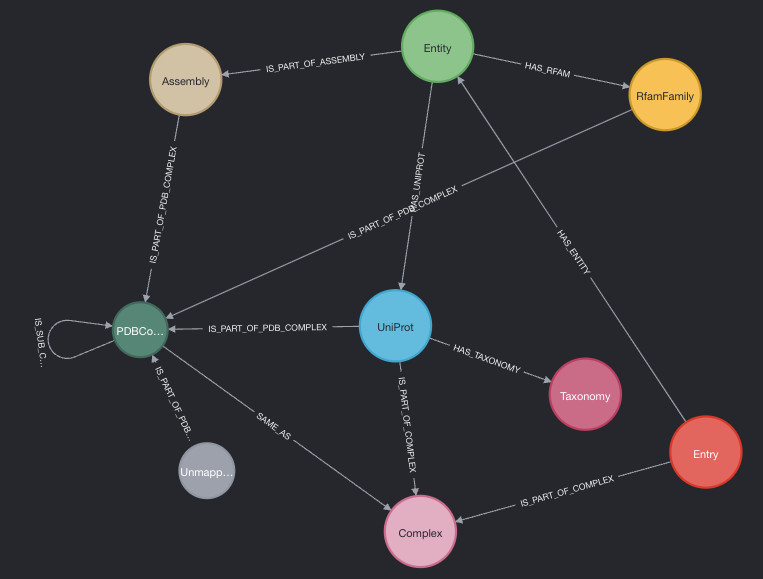 Entity
IS_PART_OF_ASSEMBLY
Assembly
HAS_RFAM
RfamFamily
IS_PART_OF_PDB_COMPLEX
HAS_UNIPROT
IS_PART_OF_PDB_COMPLEX
HAS_ENTITY
PDBCo...
IS_SUB_C...
IS_PART_OF_PDB_COMPLEX
UniProt
HAS_TAXONOMY
Taxonomy
IS_PART_OF_PDB...
SAME_AS
IS_PART_OF_COMPLEX
Unmapp...
Entry
IS_PART_OF_COMPLEX
Complex